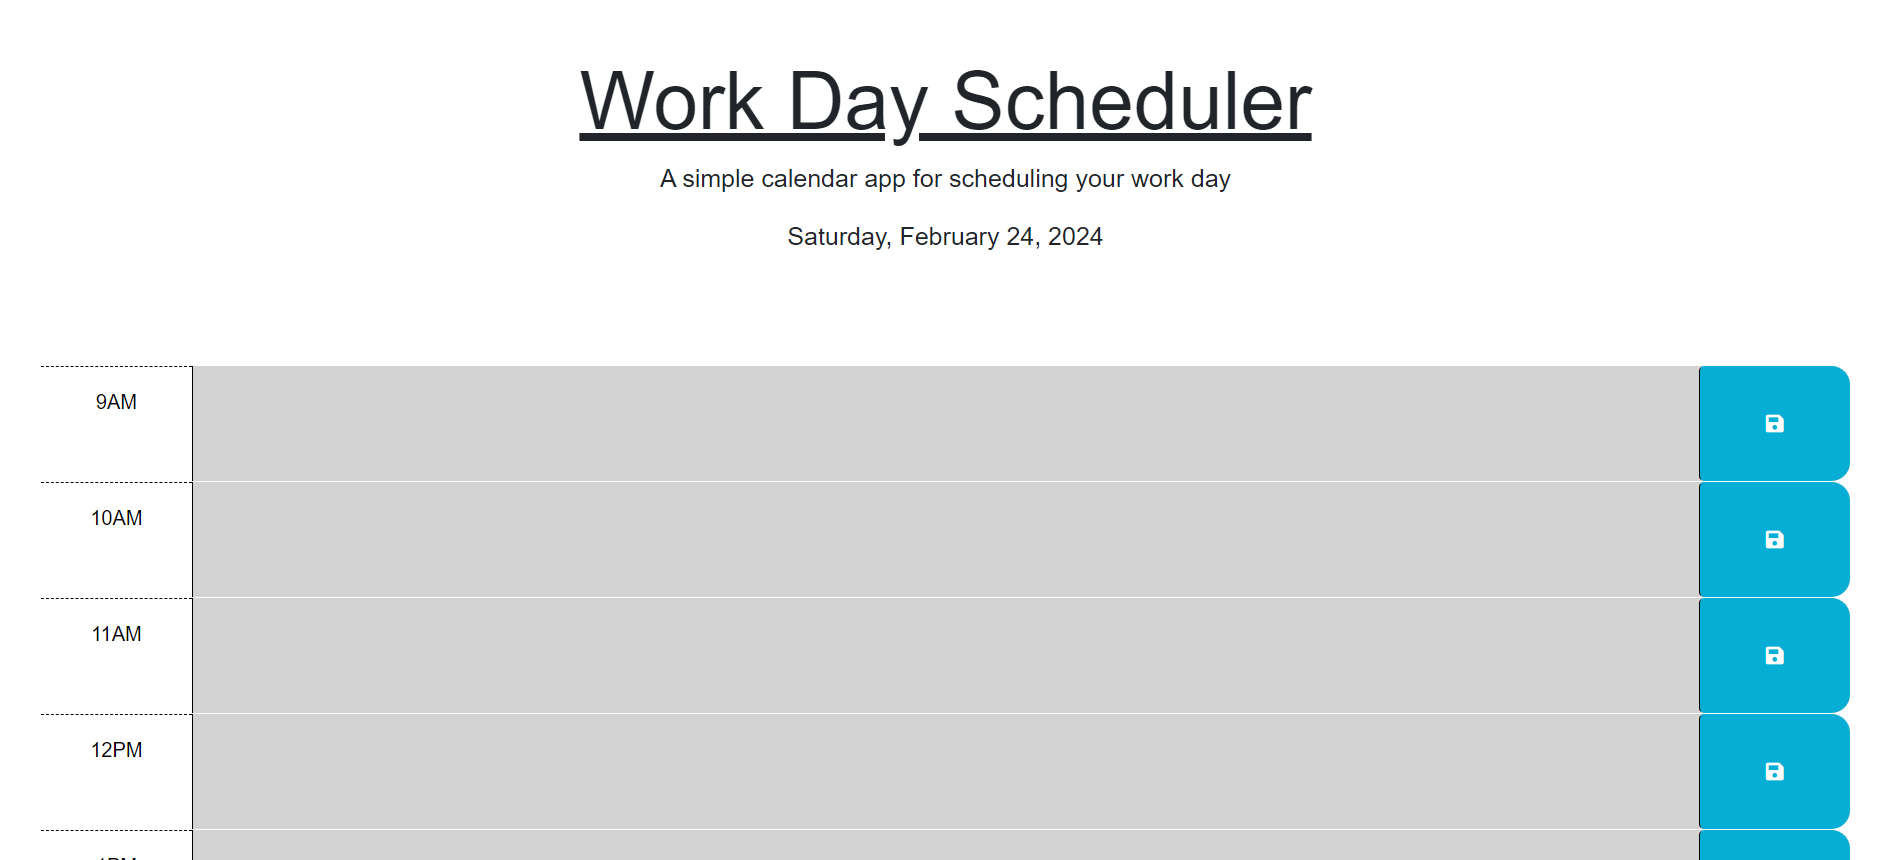 Work Day Scheduler
A simple calendar app for scheduling your work day
Saturday, February 24, 2024
9AM
10AM
11AM
12PM